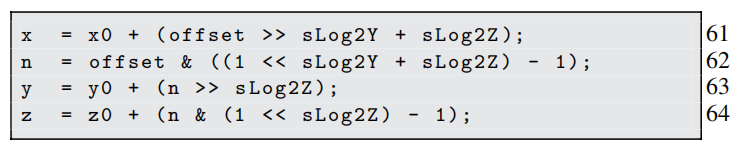 x = x0 + (offset >> sLog2Y + sLog2Z); 61
n = offset & ((1 << sLog2Y + sLog2Z) - 1); 62
y = y0 + (n >> sLog2Z); 63
z = z0 + (n & (1 << sLog2Z) - 1); 64